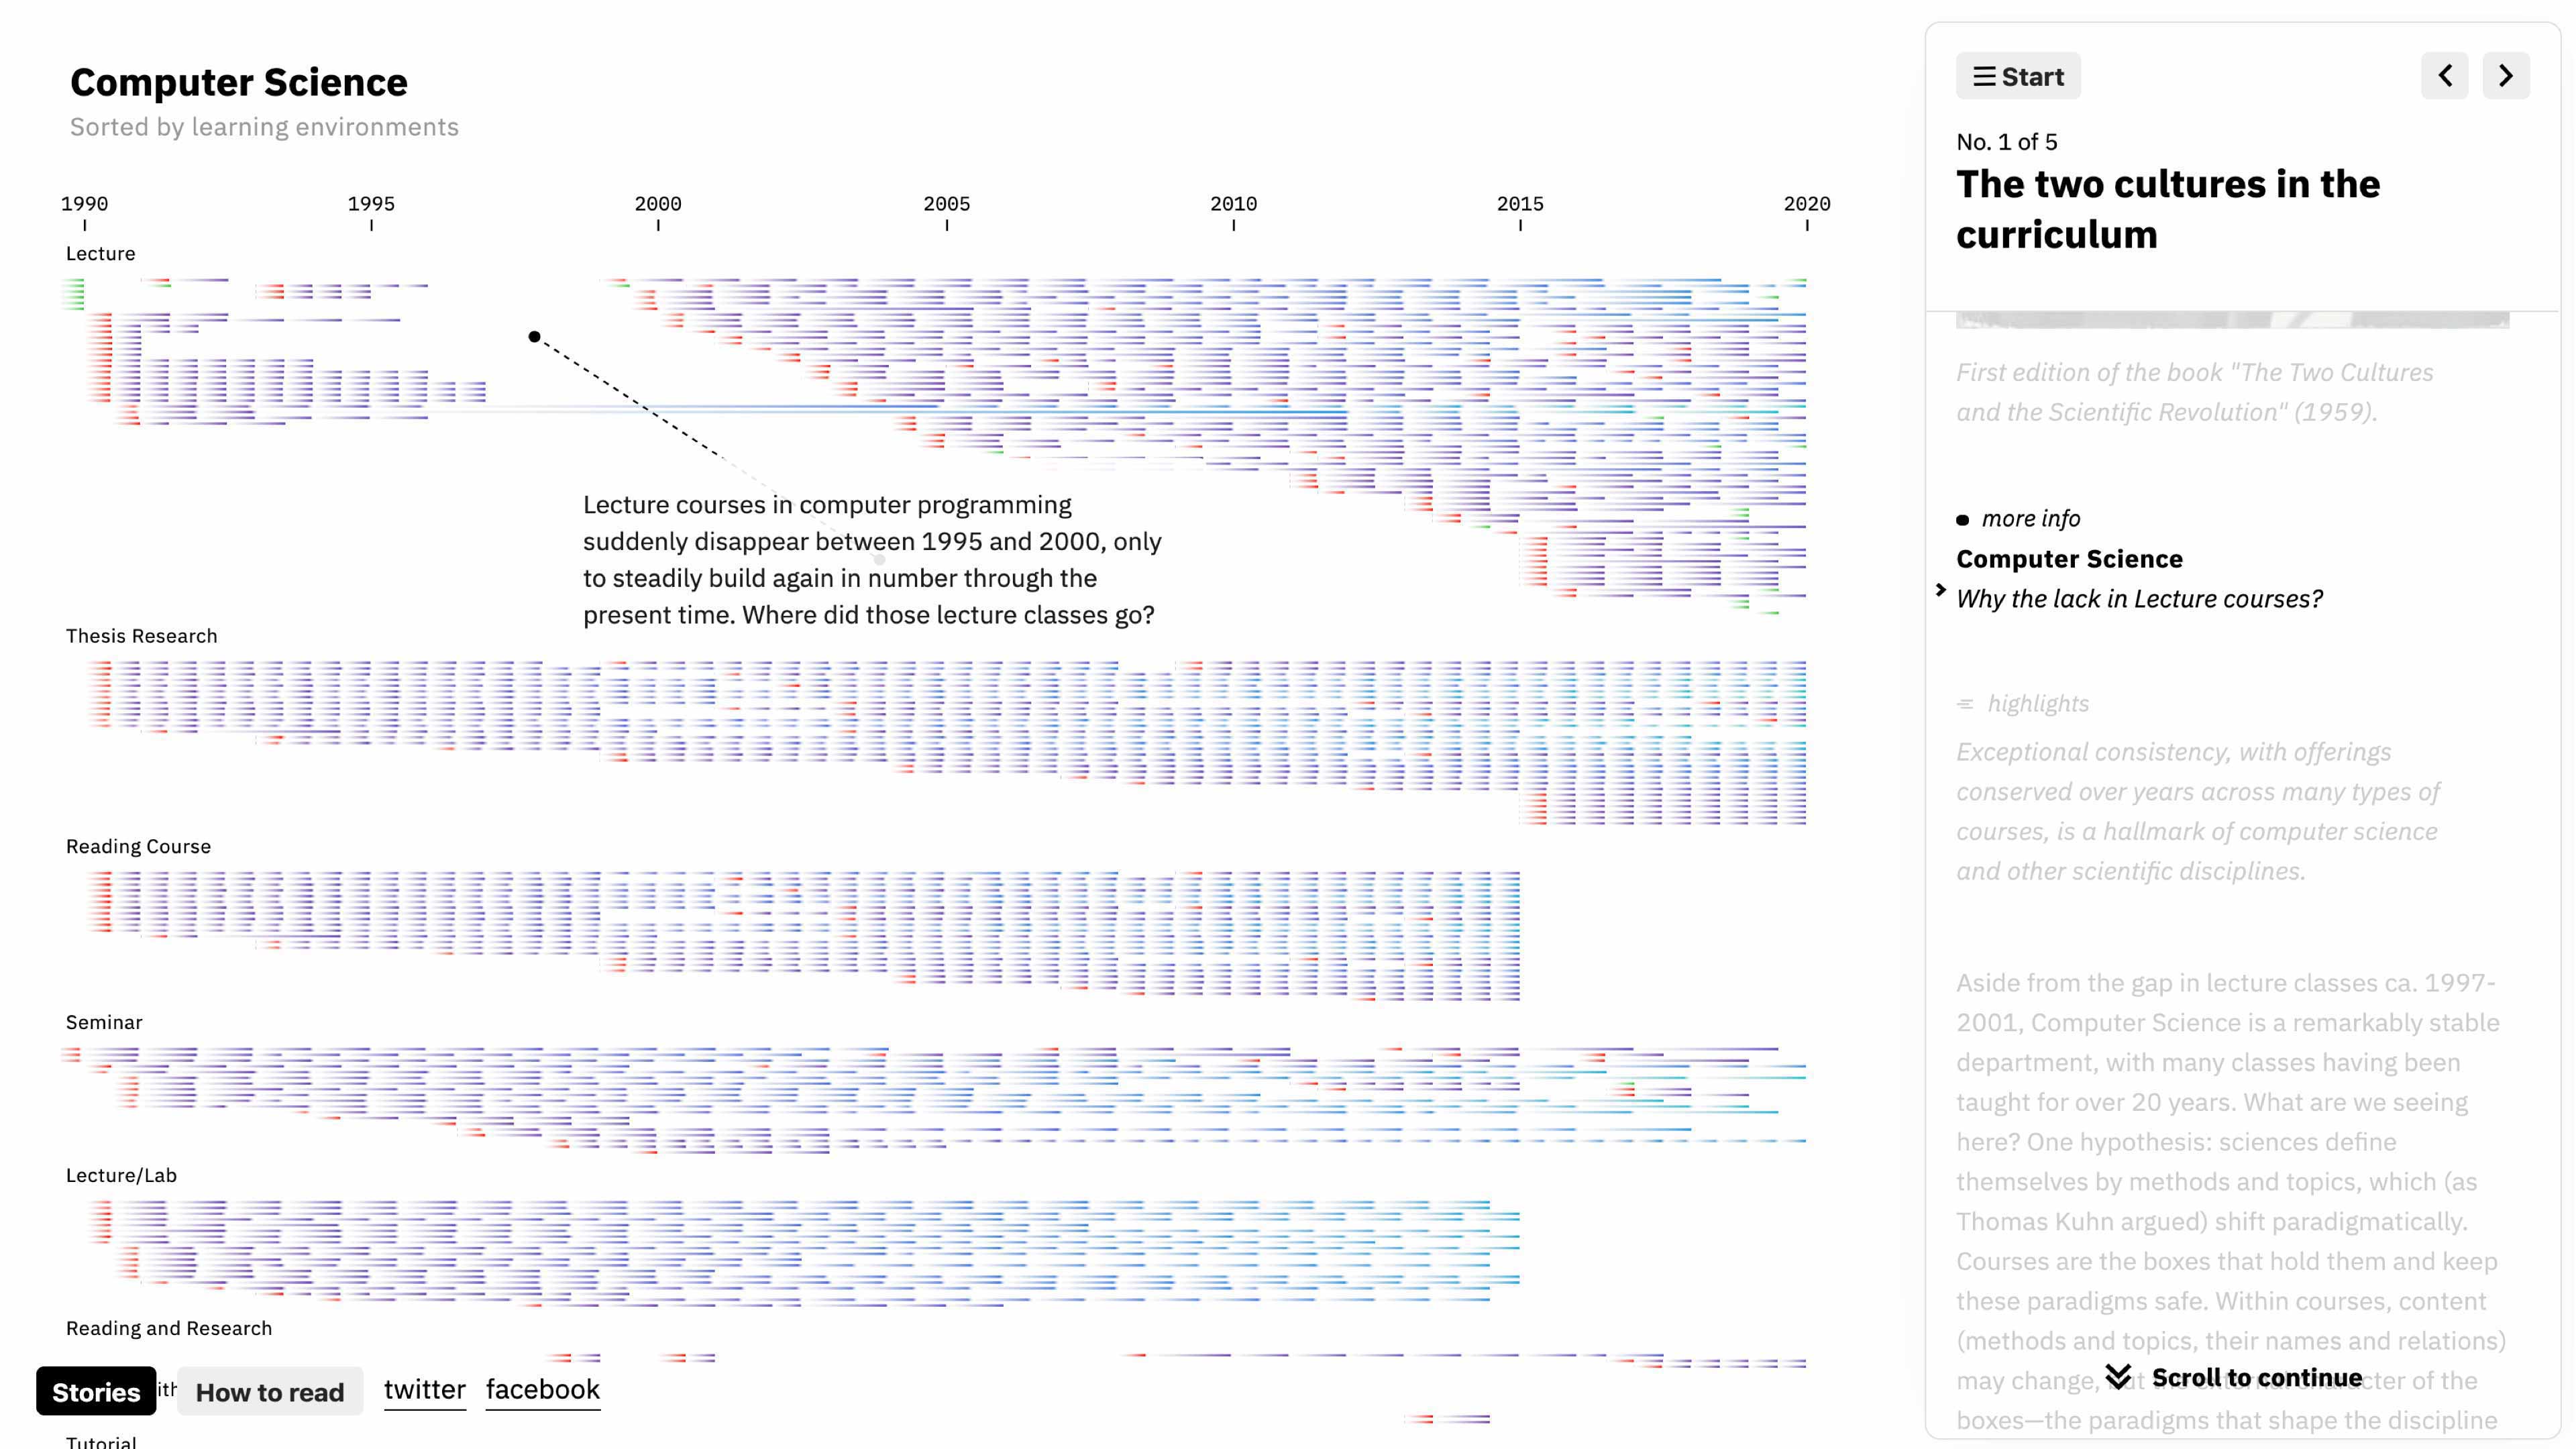 Computer Science
Sorted by learning environments
1990 1995 2000 2005 2010 2015 2020
Lecture
Lecture courses in computer programming
suddenly disappear between 1995 and 2000, only
to steadily build again in number through the
present time. Where did those lecture classes go?
Thesis Research
Reading Course
Seminar
Lecture/Lab
Reading and Research
Stories
How to read
twitter
facebook
Tutorial
Start
No. 1 of 5
The two cultures in the
curriculum
First edition of the book "The Two Cultures
and the Scientific Revolution" (1959).
more info
Computer Science
Why the lack in Lecture courses?
highlights
Exceptional consistency, with offerings
conserved over years across many types of
courses, is a hallmark of computer science
and other scientific disciplines.
Aside from the gap in lecture classes ca. 1997-
2001, Computer Science is a remarkably stable
department, with many classes having been
taught for over 20 years. What are we seeing
here? One hypothesis: sciences define
themselves by methods and topics, which (as
Thomas Kuhn argued) shift paradigmatically.
Courses are the boxes that hold them and keep
these paradigms safe. Within courses, content
(methods and topics, their names and relations)
may change, of the
Scroll to continue
boxes—the paradigms that shape the discipline